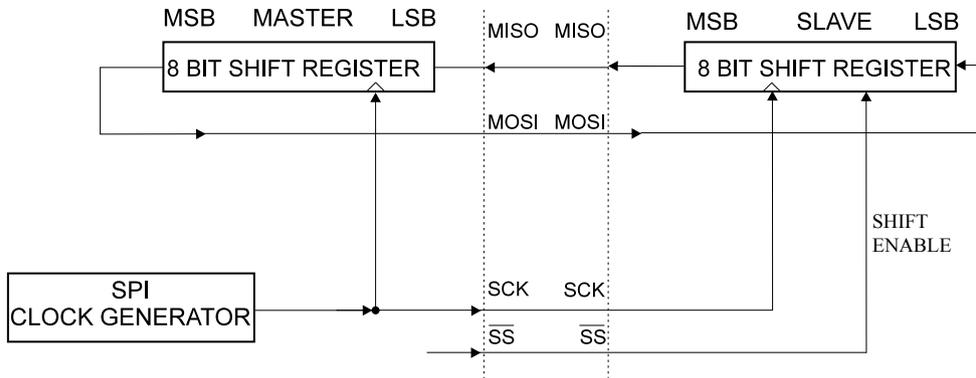 MSB MASTER LSB
MISO MISO
MSB SLAVE LSB
8 BIT SHIFT REGISTER
8 BIT SHIFT REGISTER
MOSI MOSI
SHIFT
ENABLE
SPI
CLOCK GENERATOR
SCK SCK
SS SS